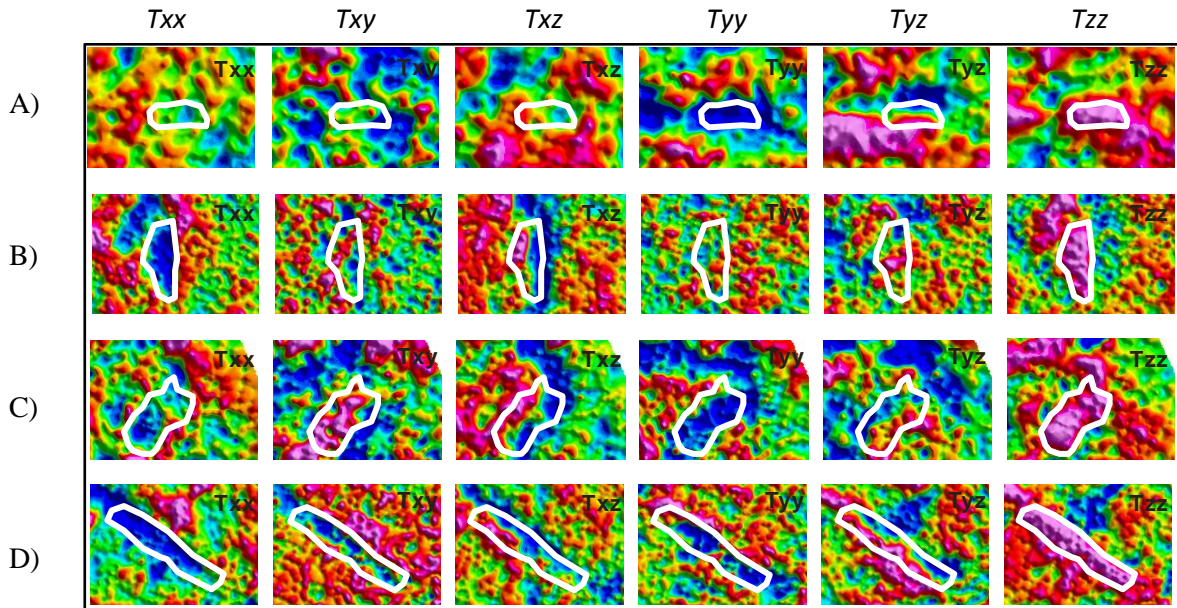 Txx Txy Txz Tyy Tyz Tzz
A) Txx Txy Txz Tyy Tyz Tzz
B) Txx Txy Txz Tyy Tyz Tzz
C) Txx Txy Txz Tyy Tyz Tzz
D) Txx Txy Txz Tyy Tyz Tzz